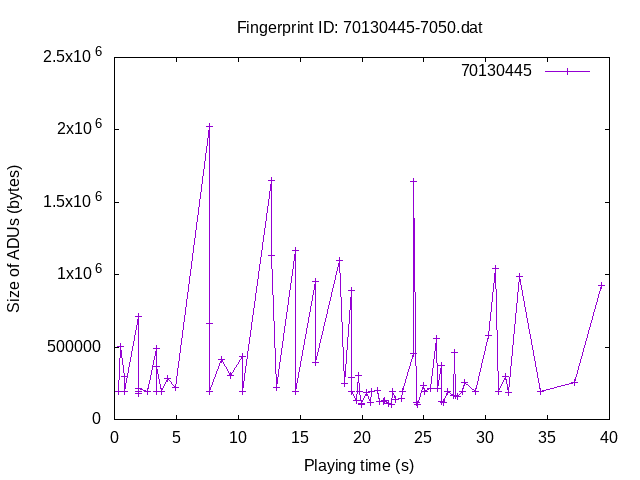 Fingerprint ID: 70130445-7050.dat
2.5x10^6
70130445
2x10^6
1.5x10^6
1x10^6
500000
0
Size of ADUs (bytes)
0 5 10 15 20 25 30 35 40
Playing time (s)